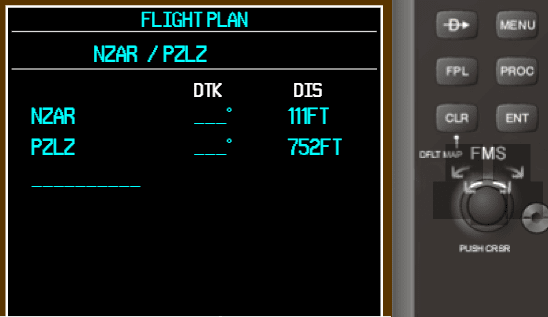 FLIGHT PLAN
NZAR / PZLZ
DTK DIS
NZAR ___° 111FT
PZLZ ___° 752FT
__________
D MENU
FPL PROC
CLR ENT
DFLT MAP FMS
PUSH CRSR